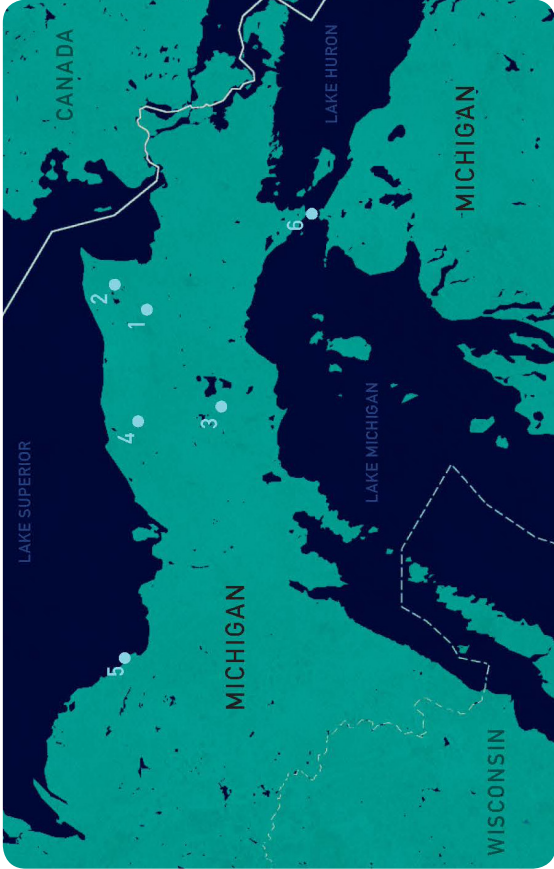 LAKE SUPERIOR
CANADA
2
5
4
1
3
MICHIGAN
6
LAKE HURON
LAKE MICHIGAN
MICHIGAN
WISCONSIN